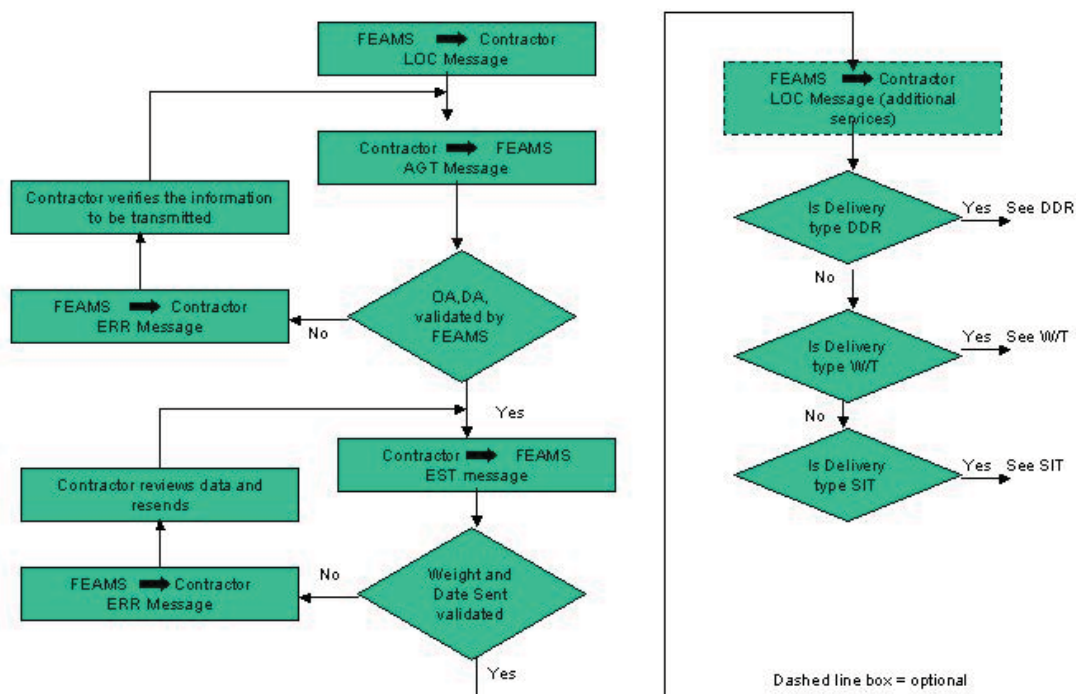 FEAMS Contractor
LOC Message
Contractor FEAMS
AGT Message
Contractor verifies the information
to be transmitted
OA,DA,
validated by
FEAMS
No
FEAMS Contractor
ERR Message
Yes
Contractor FEAMS
EST message
Contractor reviews data and
resends
Weight and
Date Sent
validated
No
FEAMS Contractor
ERR Message
Yes
FEAMS Contractor
LOC Message (additional
services)
Is Delivery
type DDR
Yes See DDR
No
Is Delivery
type W/T
Yes See W/T
No
Is Delivery
type SIT
Yes See SIT
Dashed line box = optional